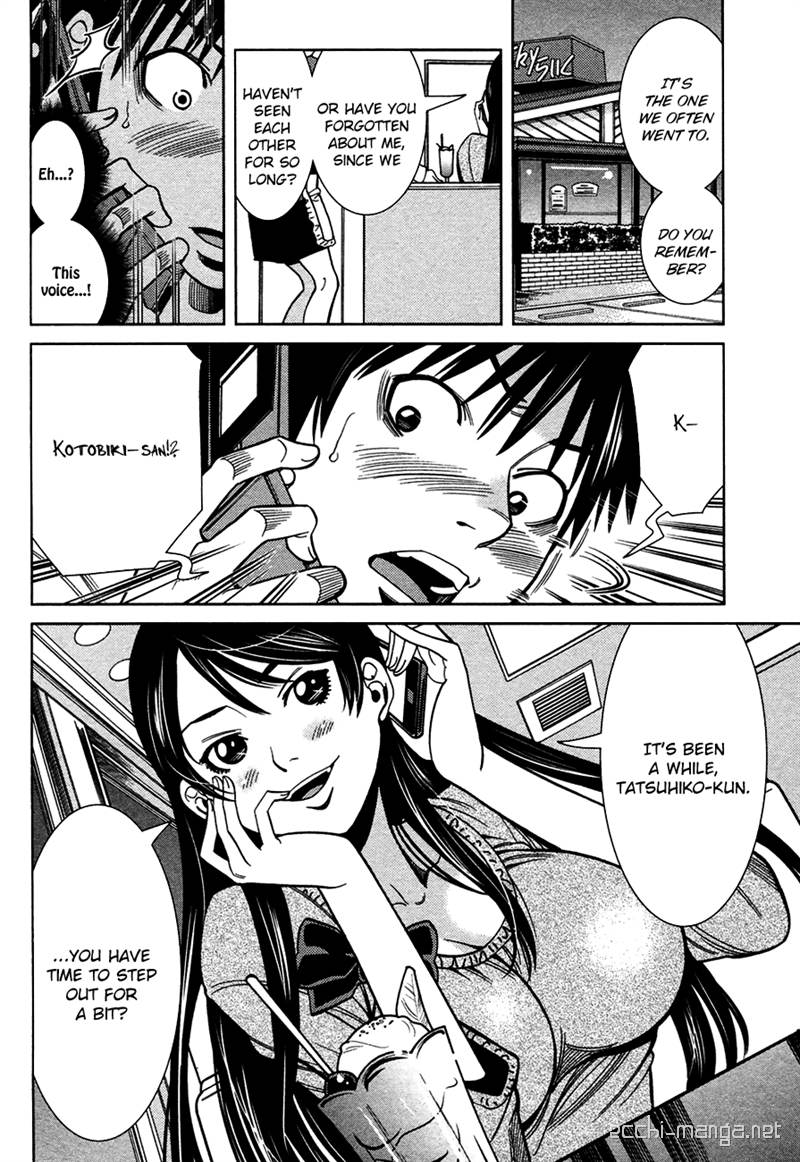 IT'S
THE ONE
WE OFTEN
WENT TO.
DO YOU
REMEM-
BER?
OR HAVE YOU
FORGOTTEN
ABOUT ME,
SINCE WE
HAVEN'T
SEEN
EACH
OTHER
FOR SO
LONG?
Eh...?
This
voice...!
K-
KOTOBIKI-SAN!?
IT'S BEEN
A WHILE,
TATSUHIKO-KUN.
...YOU HAVE
TIME TO STEP
OUT FOR
A BIT?
ecchi-manga.net